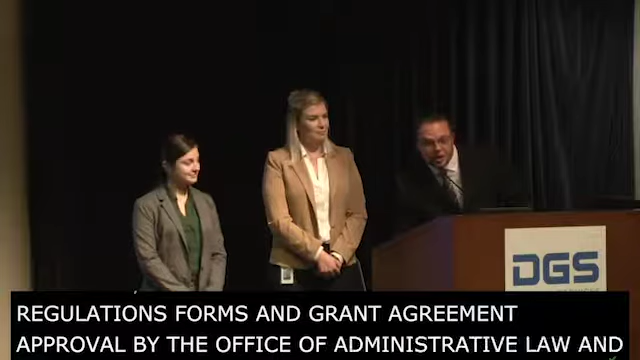 DGS
REGULATIONS FORMS AND GRANT AGREEMENT
APPROVAL BY THE OFFICE OF ADMINISTRATIVE LAW AND